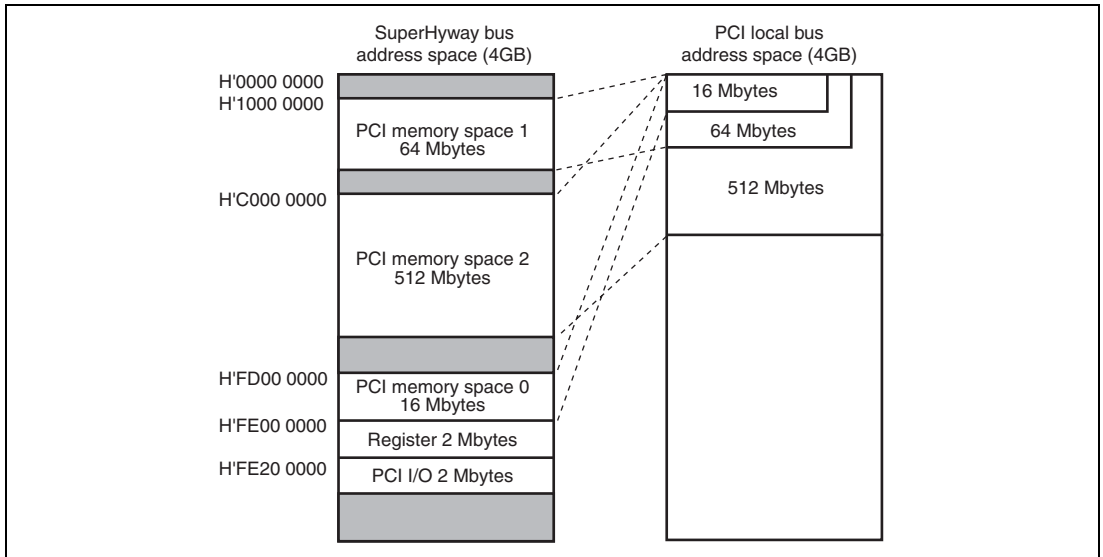 SuperHyway bus
address space (4GB)
PCI local bus
address space (4GB)
H'0000 0000
H'1000 0000
PCI memory space 1
64 Mbytes
H'C000 0000
PCI memory space 2
512 Mbytes
H'FD00 0000
PCI memory space 0
16 Mbytes
H'FE00 0000
Register 2 Mbytes
H'FE20 0000
PCI I/O 2 Mbytes
16 Mbytes
64 Mbytes
512 Mbytes